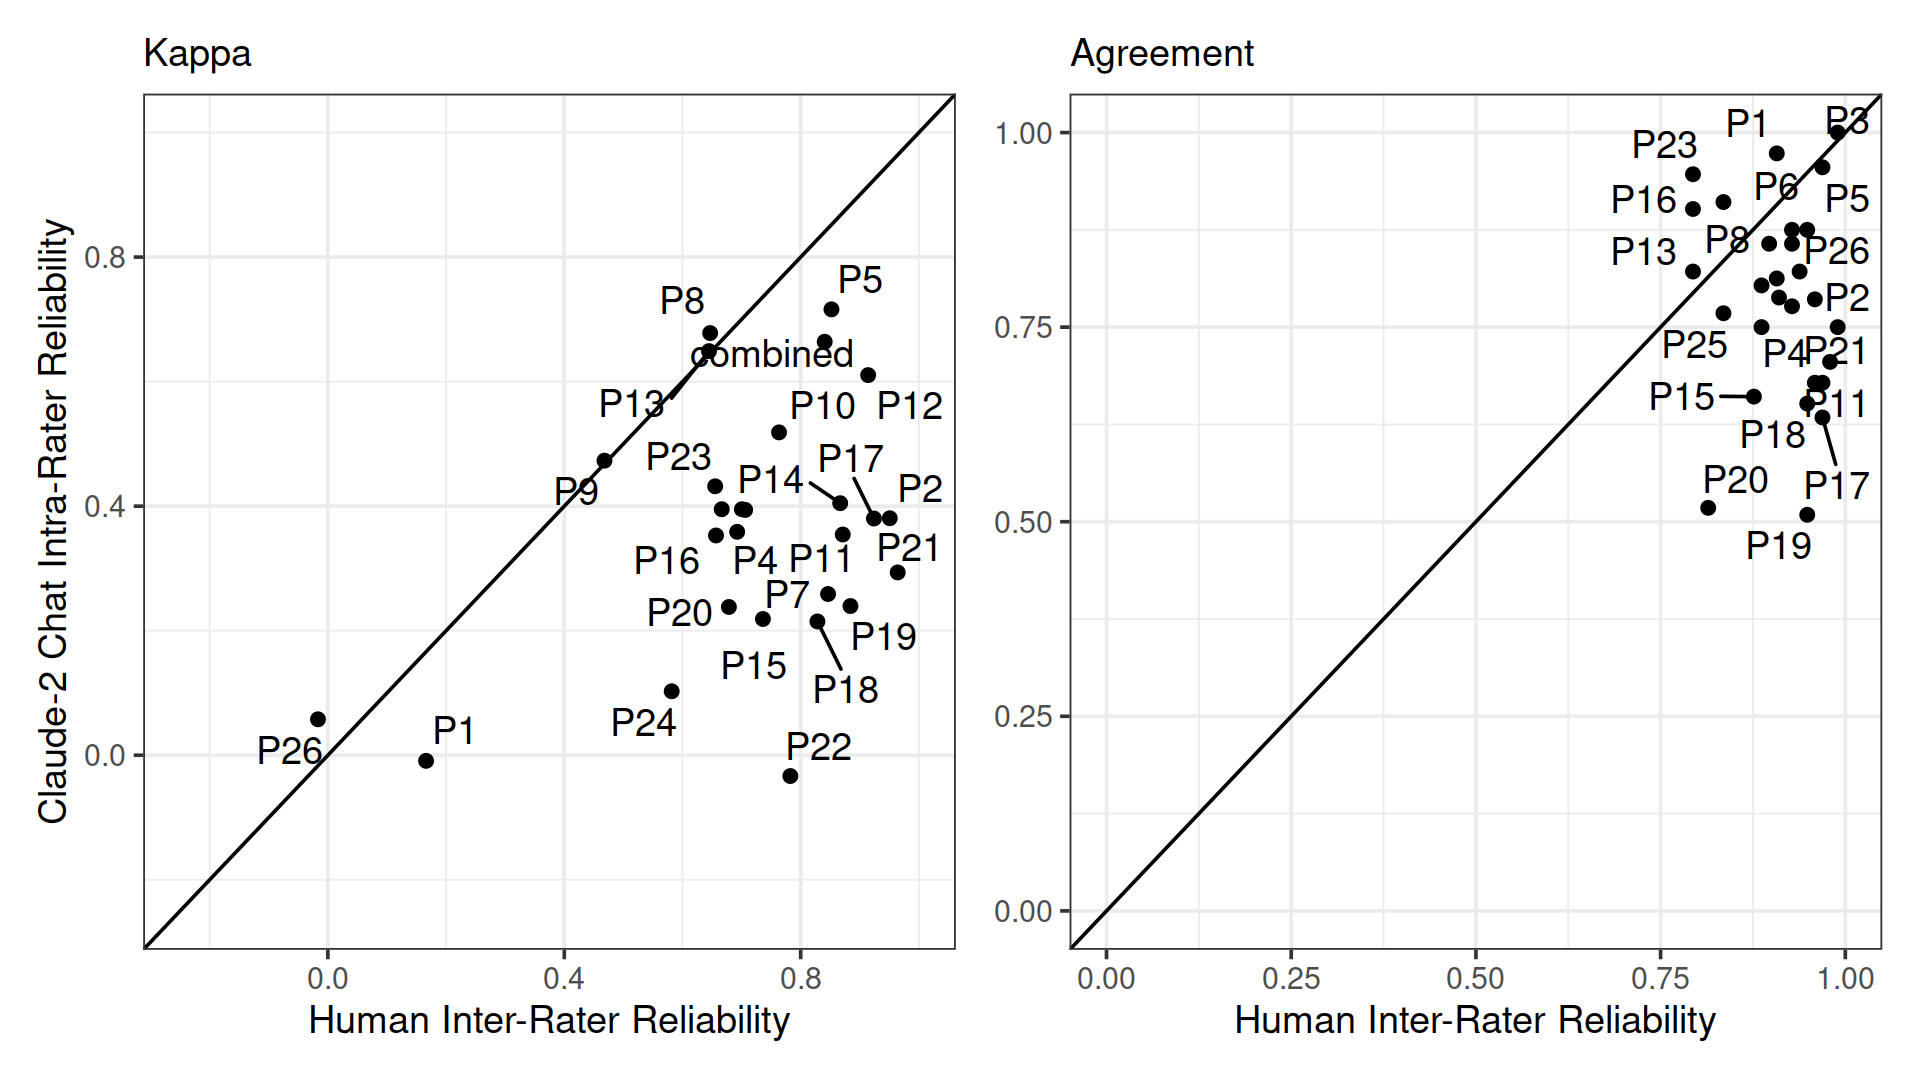 Kappa
Agreement
Claude-2 Chat Intra-Rater Reliability
0.8
0.4
0.0
P5
P8
combined
P13
P10
P12
P23
P17
P14
P2
P9
P16
P4
P11
P21
P7
P20
P19
P15
P18
P24
P26
P1
P22
0.0
0.4
0.8
Human Inter-Rater Reliability
1.00
0.75
0.50
0.25
0.00
P3
P1
P23
P6
P16
P5
P8
P13
P26
P2
P25
P4
P21
P15
P11
P18
P20
P17
P19
0.00
0.25
0.50
0.75
1.00
Human Inter-Rater Reliability